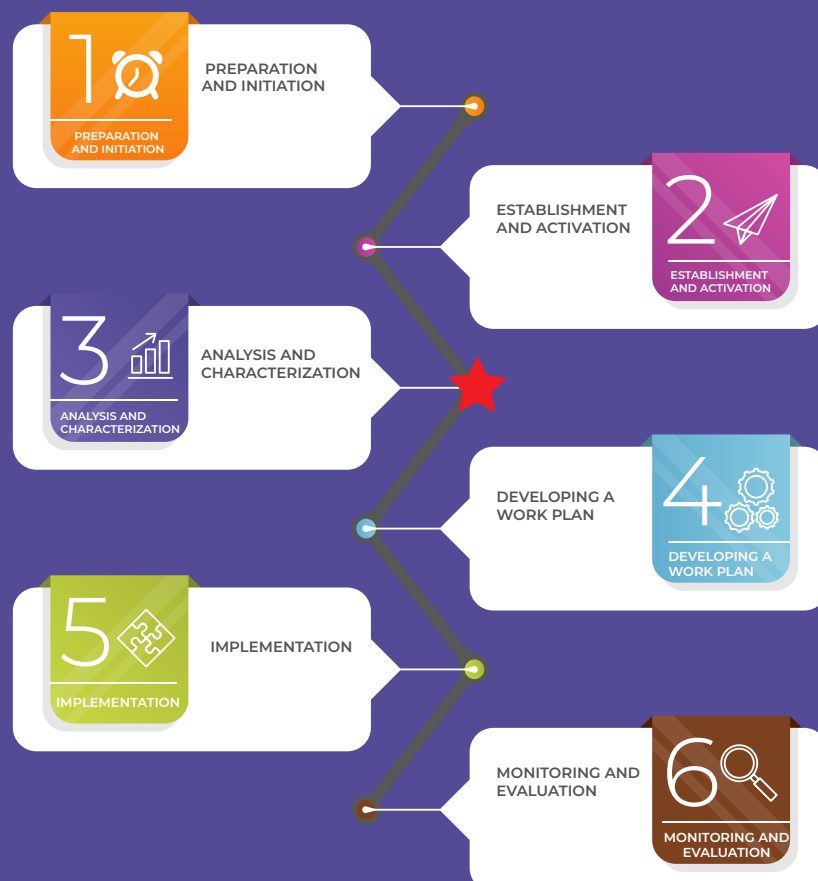 1
PREPARATION
AND INITIATION
PREPARATION
AND INITIATION
ESTABLISHMENT
AND ACTIVATION
2
ESTABLISHMENT
AND ACTIVATION
3
ANALYSIS AND
CHARACTERIZATION
ANALYSIS AND
CHARACTERIZATION
DEVELOPING A
WORK PLAN
4
DEVELOPING A
WORK PLAN
5
IMPLEMENTATION
IMPLEMENTATION
MONITORING AND
EVALUATION
6
MONITORING AND
EVALUATION